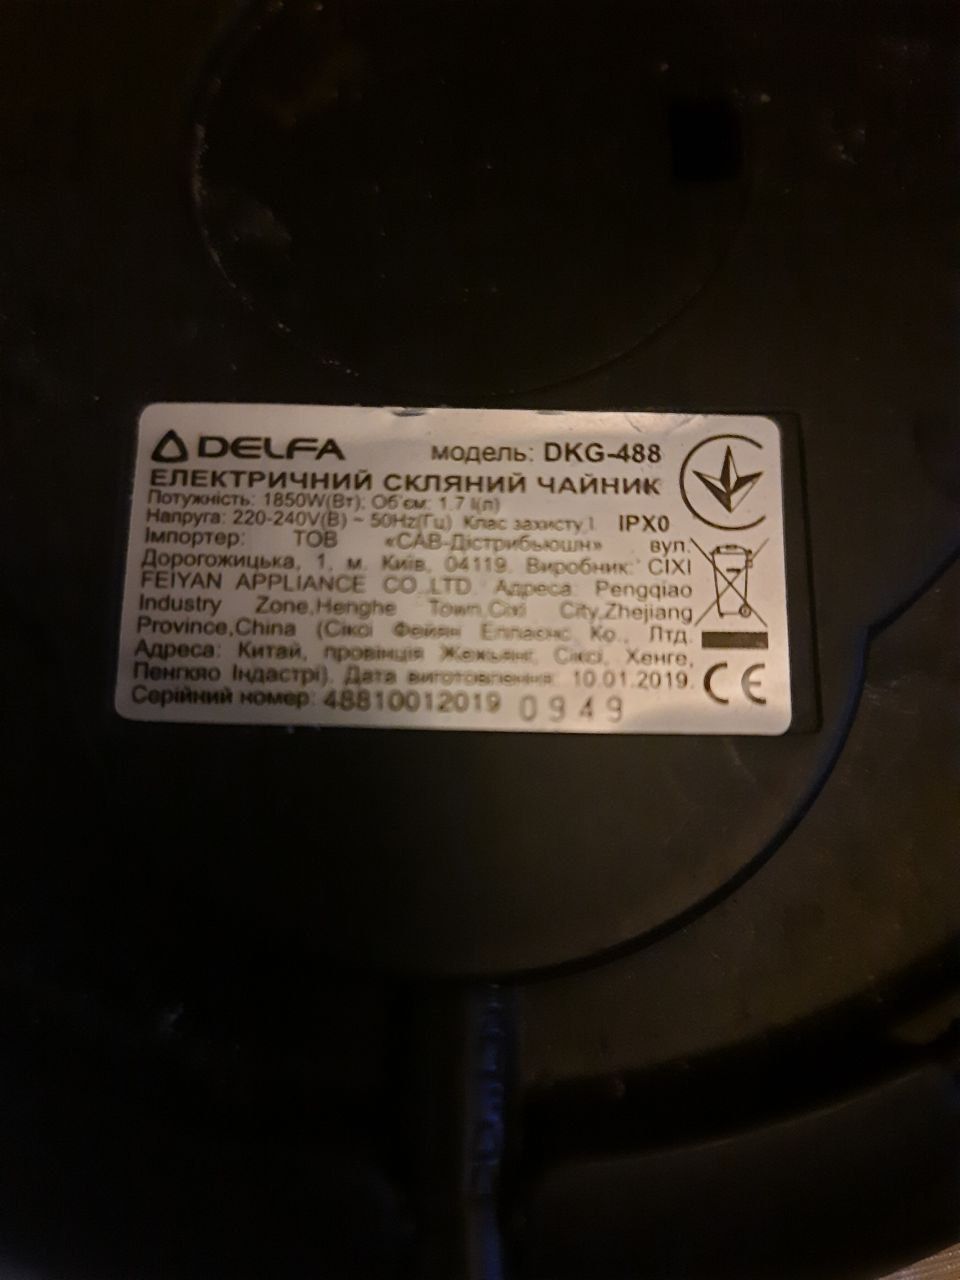 DELFA модель: DKG-488
ЕЛЕКТРИЧНИЙ СКЛЯНИЙ ЧАЙНИК
Потужність: 1850W(Вт); Об'єм: 1.7 l(л)
Напруга: 220-240V(В) ~ 50Hz(Гц) Клас захисту I IPX0
Імпортер: ТОВ «САВ-Дістрибьюшн» вул.
Дорогожицька, 1, м. Київ, 04119. Виробник: CIXI
FEIYAN APPLIANCE CO.,LTD. Адреса: Pengqiao
Industry Zone,Henghe Town,Cixi City,Zhejiang
Province,China (Сіксі Фейян Епплаєнс, Ко., Лтд.
Адреса: Китай, провінція Жежьянг, Сіксі, Хенге,
Пенгкяо Індастрі). Дата виготовлення: 10.01.2019.
Серійний номер: 48810012019 0949
CE